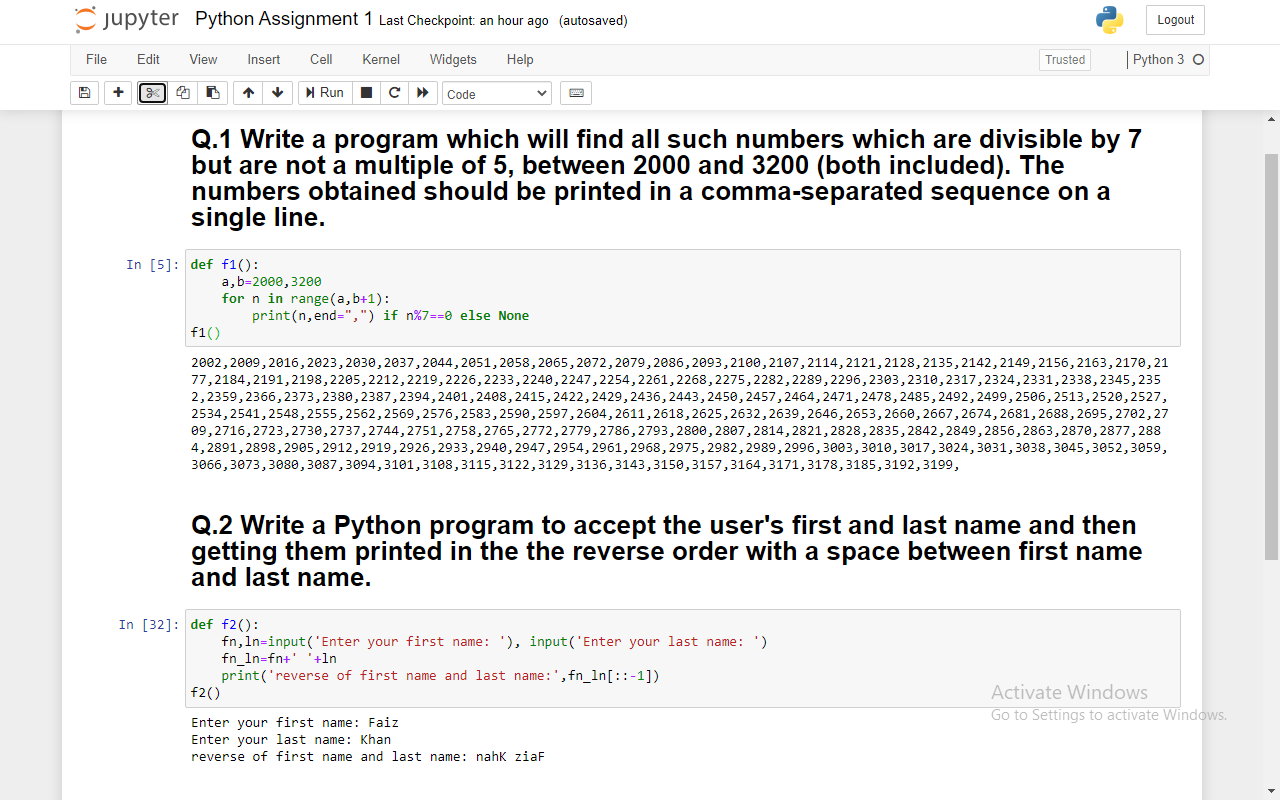 jupyter Python Assignment 1 Last Checkpoint: an hour ago (autosaved) Logout
File Edit View Insert Cell Kernel Widgets Help Trusted Python 3
Run Code
Q.1 Write a program which will find all such numbers which are divisible by 7
but are not a multiple of 5, between 2000 and 3200 (both included). The
numbers obtained should be printed in a comma-separated sequence on a
single line.
In [5]: def f1():
    a,b=2000,3200
    for n in range(a,b+1):
        print(n,end=",") if n%7==0 else None
f1()
2002,2009,2016,2023,2030,2037,2044,2051,2058,2065,2072,2079,2086,2093,2100,2107,2114,2121,2128,2135,2142,2149,2156,2163,2170,21
77,2184,2191,2198,2205,2212,2219,2226,2233,2240,2247,2254,2261,2268,2275,2282,2289,2296,2303,2310,2317,2324,2331,2338,2345,235
2,2359,2366,2373,2380,2387,2394,2401,2408,2415,2422,2429,2436,2443,2450,2457,2464,2471,2478,2485,2492,2499,2506,2513,2520,2527,
2534,2541,2548,2555,2562,2569,2576,2583,2590,2597,2604,2611,2618,2625,2632,2639,2646,2653,2660,2667,2674,2681,2688,2695,2702,27
09,2716,2723,2730,2737,2744,2751,2758,2765,2772,2779,2786,2793,2800,2807,2814,2821,2828,2835,2842,2849,2856,2863,2870,2877,288
4,2891,2898,2905,2912,2919,2926,2933,2940,2947,2954,2961,2968,2975,2982,2989,2996,3003,3010,3017,3024,3031,3038,3045,3052,3059,
3066,3073,3080,3087,3094,3101,3108,3115,3122,3129,3136,3143,3150,3157,3164,3171,3178,3185,3192,3199,
Q.2 Write a Python program to accept the user's first and last name and then
getting them printed in the the reverse order with a space between first name
and last name.
In [32]: def f2():
    fn,ln=input('Enter your first name: '), input('Enter your last name: ')
    fn_ln=fn+' '+ln
    print('reverse of first name and last name:',fn_ln[::-1])
f2()
Activate Windows
Go to Settings to activate Windows.
Enter your first name: Faiz
Enter your last name: Khan
reverse of first name and last name: nahK ziaF